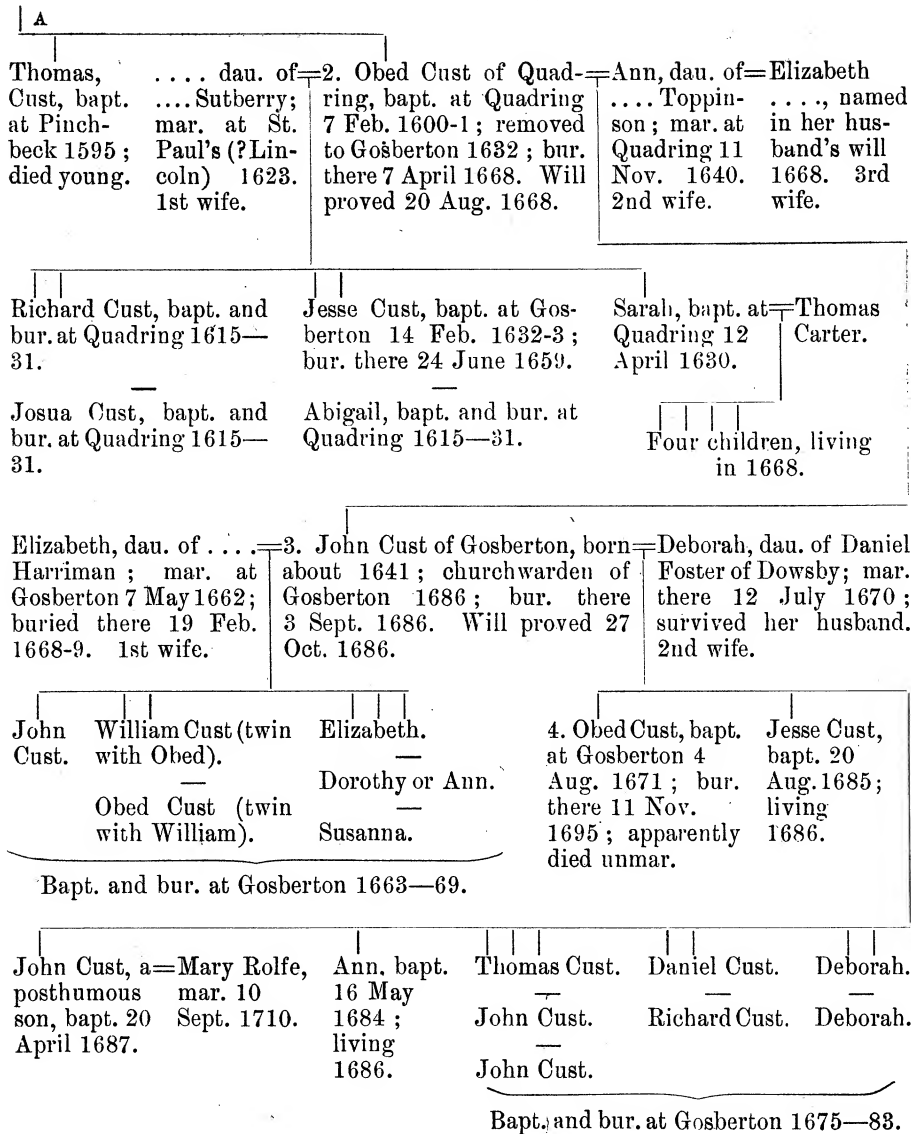 A
Thomas,
Cust, bapt.
at Pinch-
beck 1595 ;
died young.
. . . . dau. of
. . . . Sutberry;
mar. at St.
Paul's (?Lin-
coln) 1623.
1st wife.
=2. Obed Cust of Quad-
ring, bapt. at Quadring
7 Feb. 1600-1 ; removed
to Gosberton 1632 ; bur.
there 7 April 1668. Will
proved 20 Aug. 1668.
=Ann, dau. of
. . . . Toppin-
son ; mar. at
Quadring 11
Nov. 1640.
2nd wife.
=Elizabeth
. . . ., named
in her hus-
band's will
1668. 3rd
wife.
Richard Cust, bapt. and
bur. at Quadring 1615—
31.
—
Josua Cust, bapt. and
bur. at Quadring 1615—
31.
Jesse Cust, bapt. at Gos-
berton 14 Feb. 1632-3 ;
bur. there 24 June 1659.
—
Abigail, bapt. and bur. at
Quadring 1615—31.
Sarah, bapt. at
Quadring 12
April 1630.
=Thomas
Carter.
Four children, living
in 1668.
Elizabeth, dau. of . . . .
Harriman ; mar. at
Gosberton 7 May 1662;
buried there 19 Feb.
1668-9. 1st wife.
=3. John Cust of Gosberton, born
about 1641 ; churchwarden of
Gosberton 1686 ; bur. there
3 Sept. 1686. Will proved 27
Oct. 1686.
=Deborah, dau. of Daniel
Foster of Dowsby; mar.
there 12 July 1670 ;
survived her husband.
2nd wife.
John
Cust.
William Cust (twin
with Obed).
—
Obed Cust (twin
with William).
Elizabeth.
—
Dorothy or Ann.
—
Susanna.
Bapt. and bur. at Gosberton 1663—69.
4. Obed Cust, bapt.
at Gosberton 4
Aug. 1671 ; bur.
there 11 Nov.
1695 ; apparently
died unmar.
Jesse Cust,
bapt. 20
Aug. 1685;
living
1686.
John Cust, a
posthumous
son, bapt. 20
April 1687.
=Mary Rolfe,
mar. 10
Sept. 1710.
Ann, bapt.
16 May
1684 ;
living
1686.
Thomas Cust.
—
John Cust.
—
John Cust.
Daniel Cust.
—
Richard Cust.
Deborah.
—
Deborah.
Bapt. and bur. at Gosberton 1675—83.